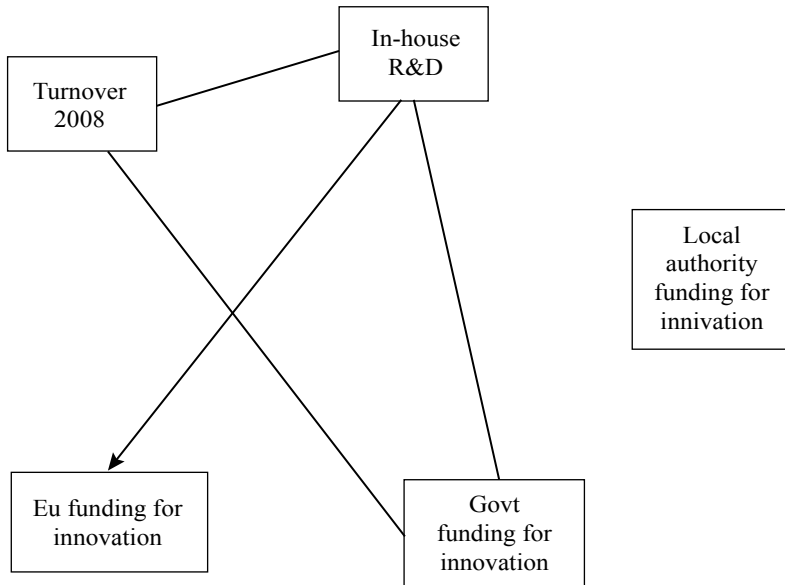 In-house
R&D
Turnover
2008
Local
authority
funding for
innivation
Eu funding for
innovation
Govt
funding for
innovation